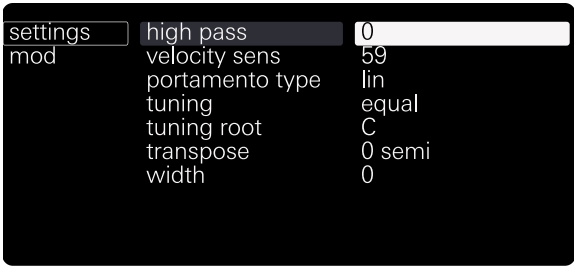 settings high pass 0
mod velocity sens 59
portamento type lin
tuning equal
tuning root C
transpose 0 semi
width 0